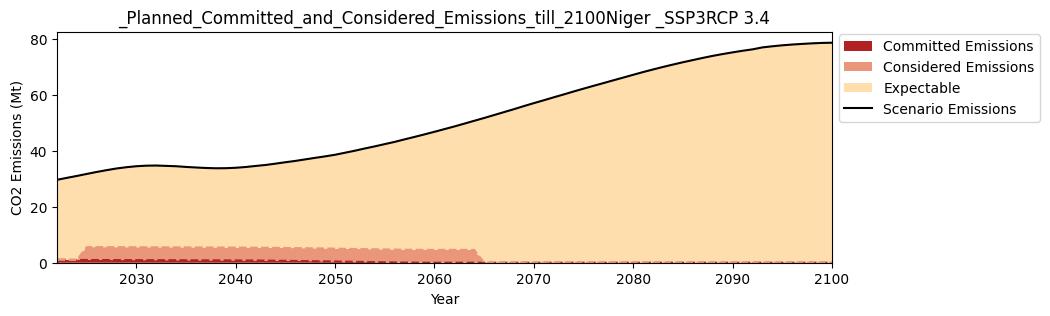 _Planned_Committed_and_Considered_Emissions_till_2100Niger _SSP3RCP 3.4
80
60
40
20
0
CO2 Emissions (Mt)
2030 2040 2050 2060 2070 2080 2090 2100
Year
Committed Emissions
Considered Emissions
Expectable
Scenario Emissions